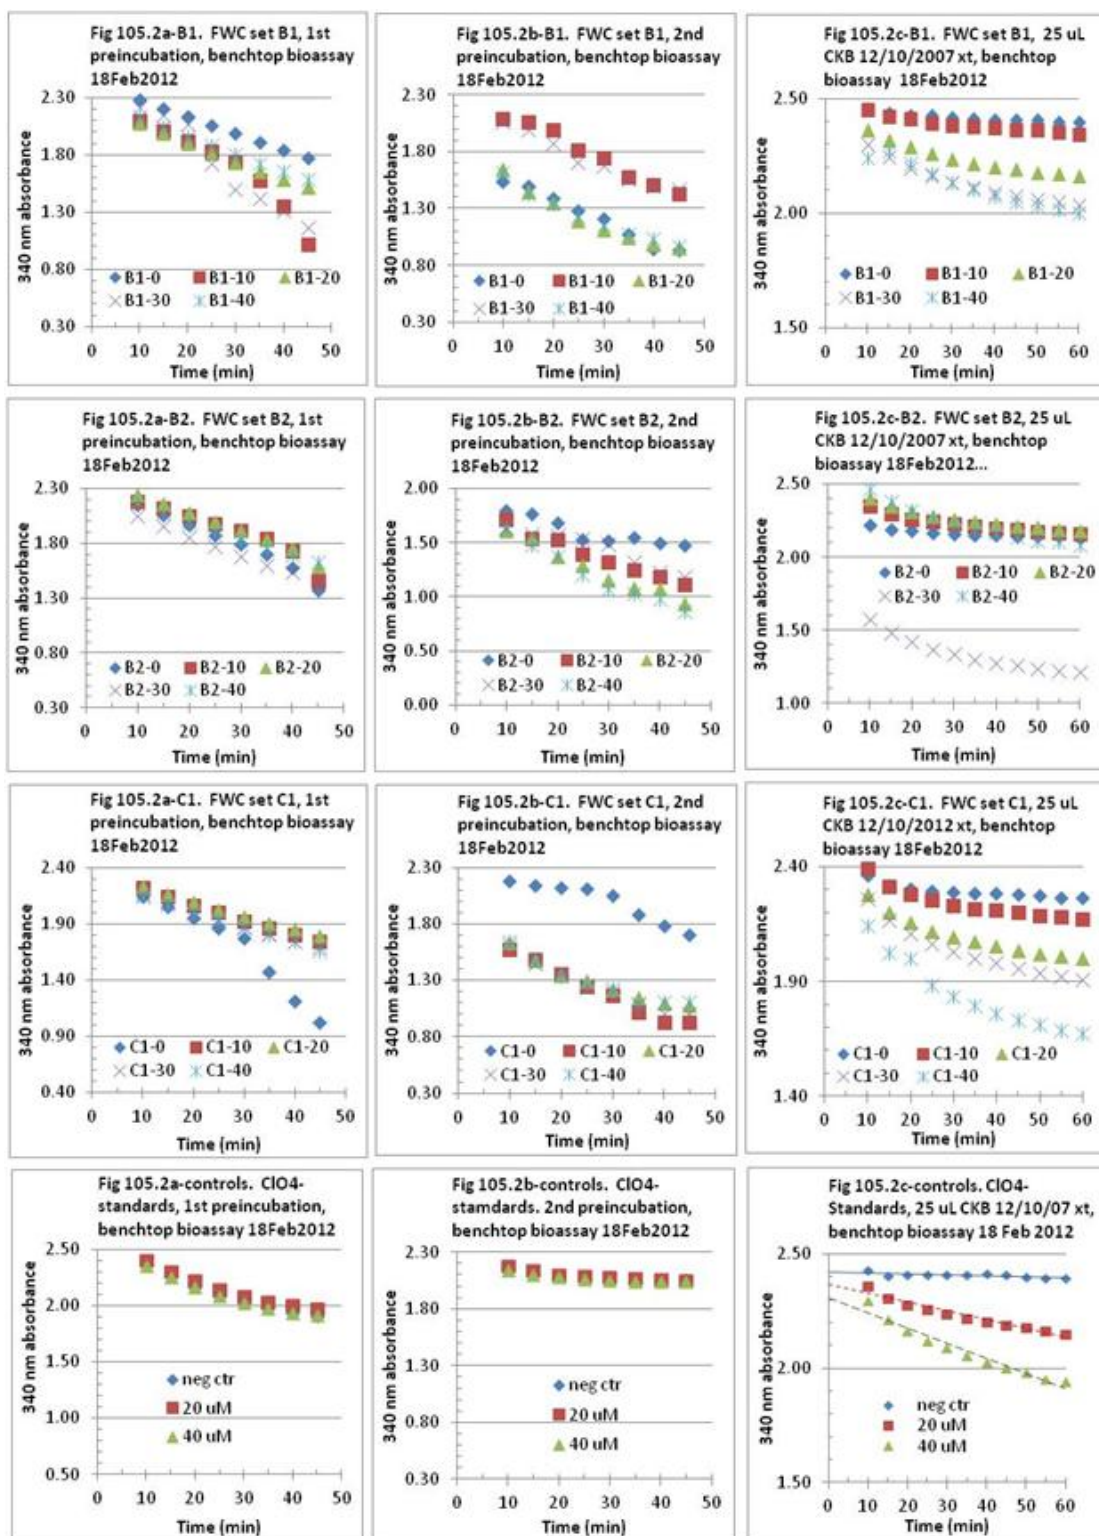 Fig 105.2a-B1. FWC set B1, 1st
preincubation, benchtop bioassay
18Feb2012
340 nm absorbance
2.30
1.80
1.30
0.80
0.30
B1-0 B1-10 B1-20
B1-30 B1-40
0 10 20 30 40 50
Time (min)
Fig 105.2b-B1. FWC set B1, 2nd
preincubation, benchtop bioassay
18Feb2012
340 nm absorbance
2.30
1.80
1.30
0.80
0.30
B1-0 B1-10 B1-20
B1-30 B1-40
0 10 20 30 40 50
Time (min)
Fig 105.2c-B1. FWC set B1, 25 uL
CKB 12/10/2007 xt, benchtop
bioassay 18Feb2012
340 nm absorbance
2.50
2.00
1.50
B1-0 B1-10 B1-20
B1-30 B1-40
0 10 20 30 40 50 60
Time (min)
Fig 105.2a-B2. FWC set B2, 1st
preincubation, benchtop bioassay
18Feb2012
340 nm absorbance
2.30
1.80
1.30
0.80
0.30
B2-0 B2-10 B2-20
B2-30 B2-40
0 10 20 30 40 50
Time (min)
Fig 105.2b-B2. FWC set B2, 2nd
preincubation, benchtop bioassay
18Feb2012
340 nm absorbance
2.00
1.50
1.00
0.50
0.00
B2-0 B2-10 B2-20
B2-30 B2-40
0 10 20 30 40 50
Time (min)
Fig 105.2c-B2. FWC set B2, 25 uL
CKB 12/10/2007 xt, benchtop
bioassay 18Feb2012...
340 nm absorbance
2.50
2.00
1.50
1.00
B2-0 B2-10 B2-20
B2-30 B2-40
0 10 20 30 40 50 60
Time (min)
Fig 105.2a-C1. FWC set C1, 1st
preincubation, benchtop bioassay
18Feb2012
340 nm absorbance
2.40
1.90
1.40
0.90
0.40
C1-0 C1-10 C1-20
C1-30 C1-40
0 10 20 30 40 50
Time (min)
Fig 105.2b-C1. FWC set C1, 2nd
preincubation, benchtop bioassay
18Feb2012
340 nm absorbance
2.30
1.80
1.30
0.80
0.30
C1-0 C1-10 C1-20
C1-30 C1-40
0 10 20 30 40 50
Time (min)
Fig 105.2c-C1. FWC set C1, 25 uL
CKB 12/10/2012 xt, benchtop
bioassay 18Feb2012
340 nm absorbance
2.40
1.90
1.40
C1-0 C1-10 C1-20
C1-30 C1-40
0 10 20 30 40 50 60
Time (min)
Fig 105.2a-controls. ClO4-
standards, 1st preincubation,
benchtop bioassay 18Feb2012
340 nm absorbance
2.50
2.00
1.50
1.00
0.50
neg ctr
20 uM
40 uM
0 10 20 30 40 50
Time (min)
Fig 105.2b-controls. ClO4-
stamdards. 2nd preincubation,
benchtop bioassay 18Feb2012
340 nm absorbance
2.30
1.80
1.30
0.80
0.30
neg ctr
20 uM
40 uM
0 10 20 30 40 50
Time (min)
Fig 105.2c-controls. ClO4-
Standards, 25 uL CKB 12/10/07 xt,
benchtop bioassay 18 Feb 2012
340 nm absorbance
2.50
2.00
1.50
neg ctr
20 uM
40 uM
0 10 20 30 40 50 60
Time (min)